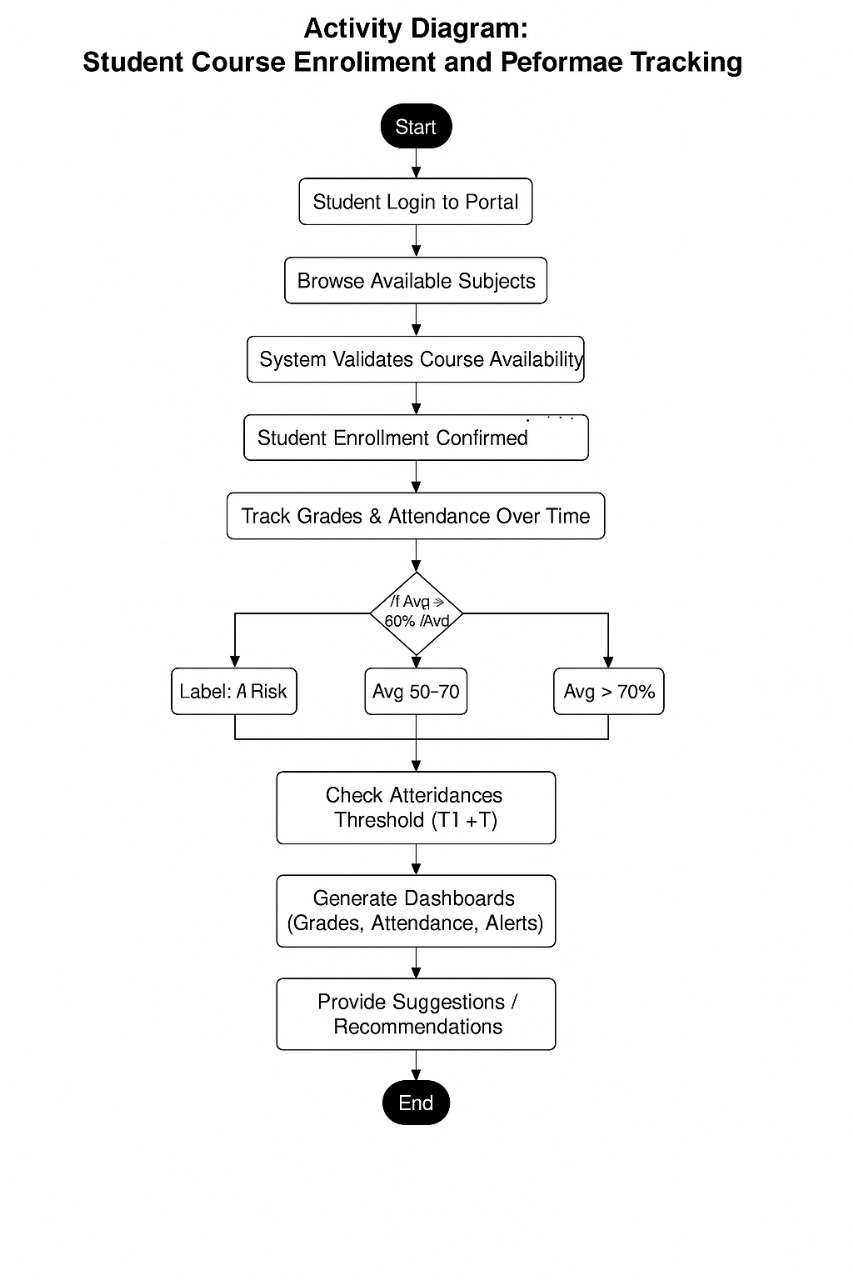 Activity Diagram:
Student Course Enroliment and Peformae Tracking
Start
Student Login to Portal
Browse Available Subjects
System Validates Course Availability
Student Enrollment Confirmed
Track Grades & Attendance Over Time
/f Avg ⩾
60% /Avd
Label: A Risk
Avg 50–70
Avg > 70%
Check Atteridances
Threshold (T1 +T)
Generate Dashboards
(Grades, Attendance, Alerts)
Provide Suggestions /
Recommendations
End